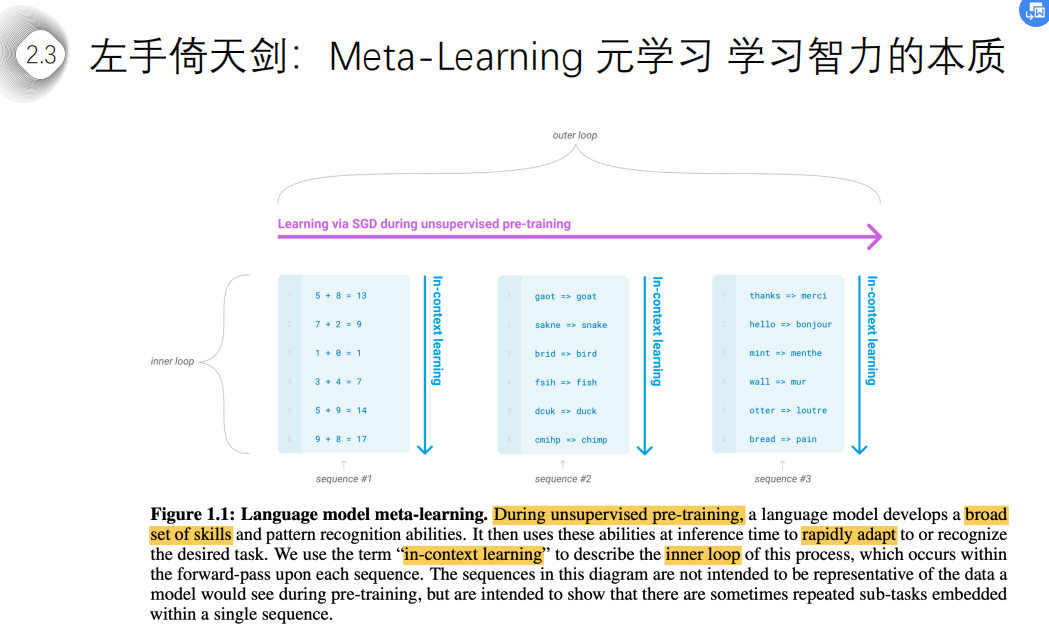 2.3
左手倚天剑：Meta-Learning 元学习 学习智力的本质
outer loop
Learning via SGD during unsupervised pre-training
inner loop
1 5 + 8 = 13
2 7 + 2 = 9
3 1 + 0 = 1
4 3 + 4 = 7
5 5 + 9 = 14
6 9 + 8 = 17
In-context learning
sequence #1
1 gaot => goat
2 sakne => snake
3 brid => bird
4 fsih => fish
5 dcuk => duck
6 cmihp => chimp
In-context learning
sequence #2
1 thanks => merci
2 hello => bonjour
3 mint => menthe
4 wall => mur
5 otter => loutre
6 bread => pain
In-context learning
sequence #3
Figure 1.1: Language model meta-learning. During unsupervised pre-training, a language model develops a broad
set of skills and pattern recognition abilities. It then uses these abilities at inference time to rapidly adapt to or recognize
the desired task. We use the term “in-context learning” to describe the inner loop of this process, which occurs within
the forward-pass upon each sequence. The sequences in this diagram are not intended to be representative of the data a
model would see during pre-training, but are intended to show that there are sometimes repeated sub-tasks embedded
within a single sequence.